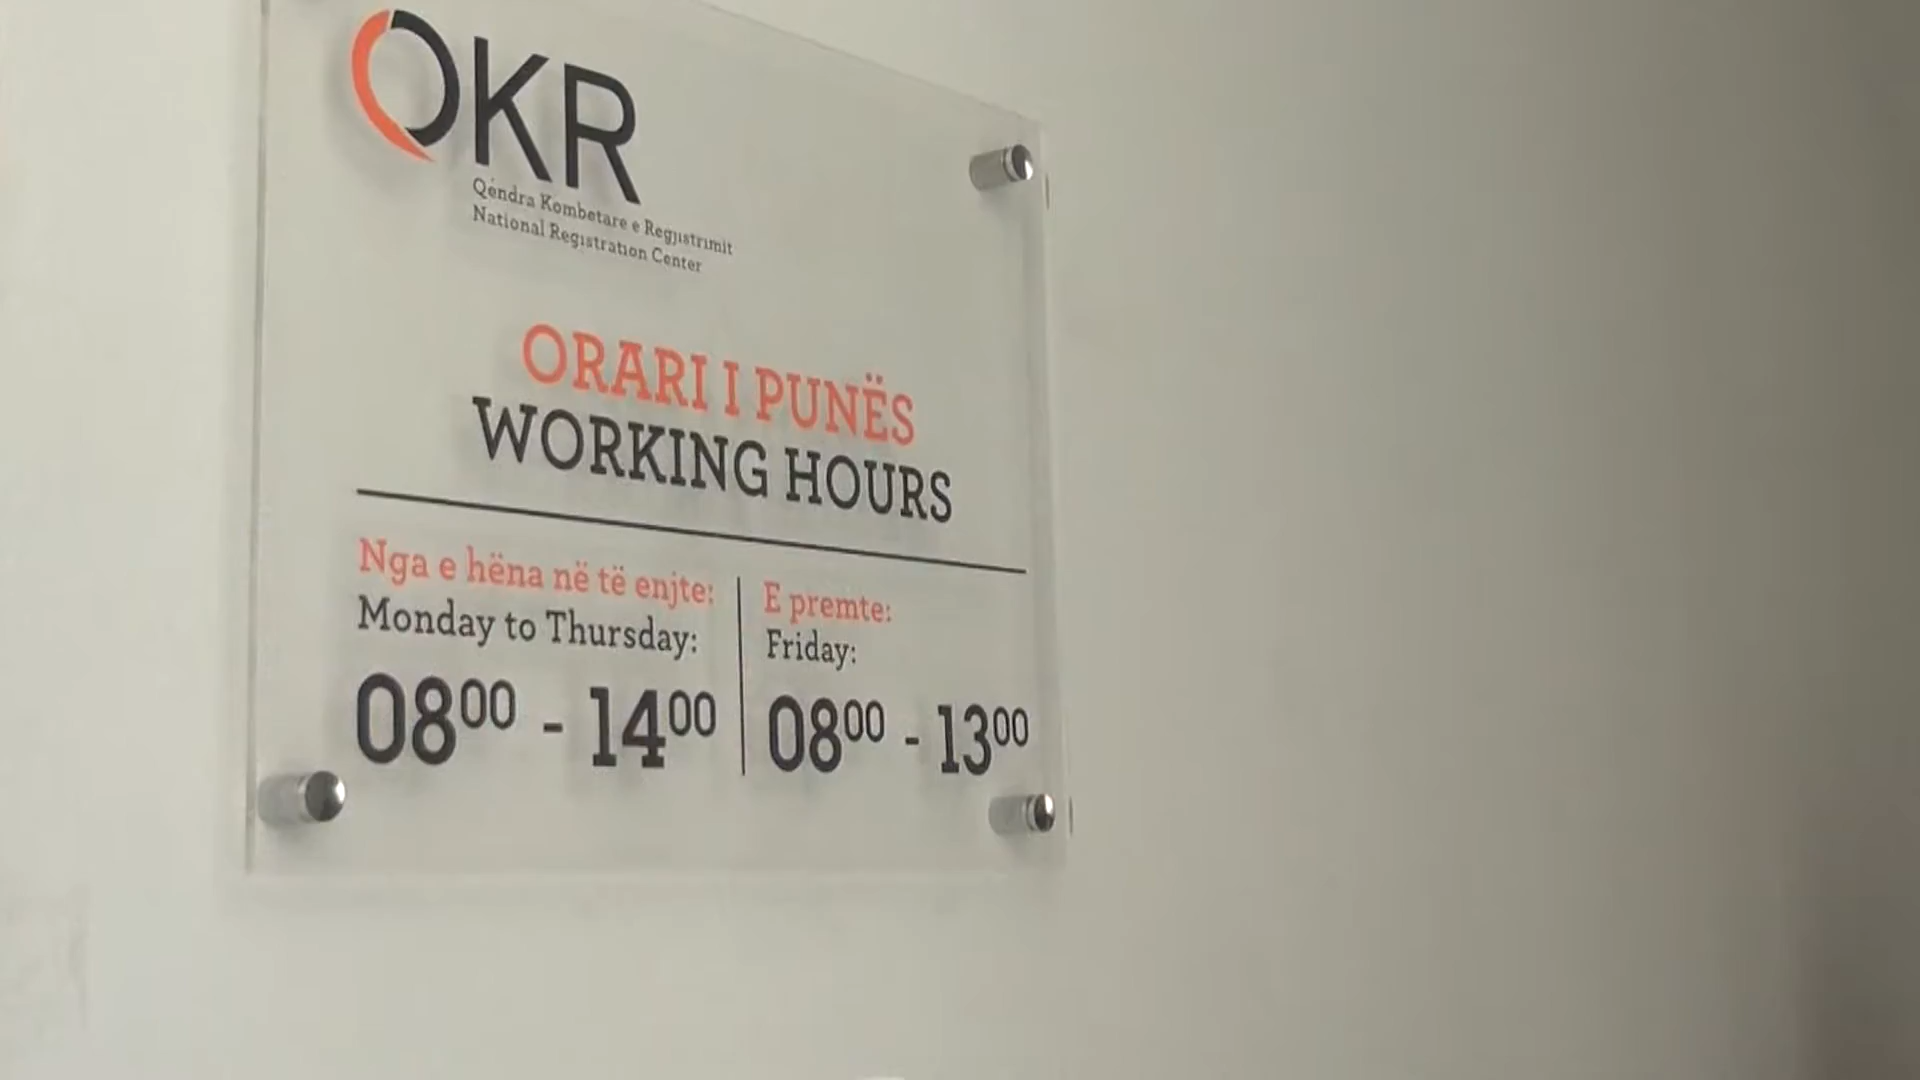 QKR
Qëndra Kombetare e Regjistrimit
National Registration Center
ORARI I PUNËS
WORKING HOURS
Nga e hëna në të enjte:
Monday to Thursday:
08⁰⁰ - 14⁰⁰
E premte:
Friday:
08⁰⁰ - 13⁰⁰